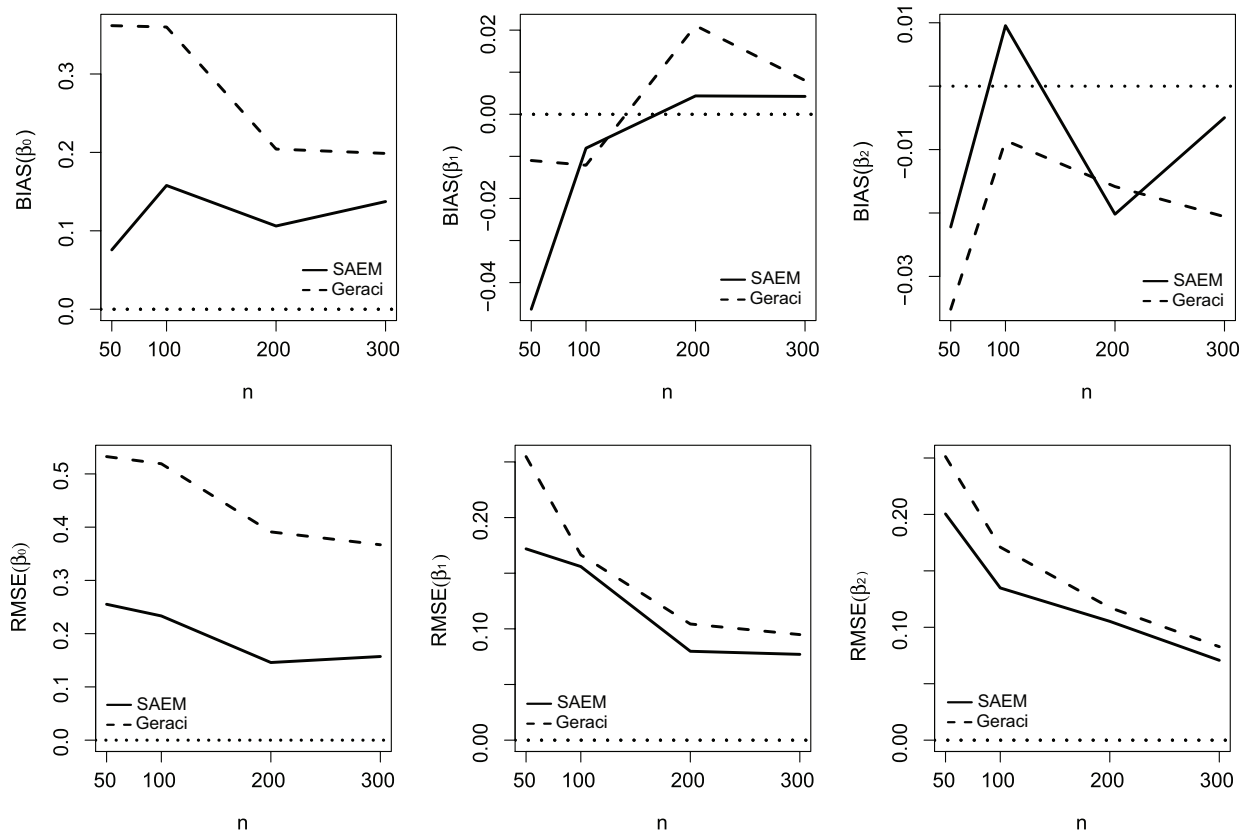 BIAS(β₀)
0.0 0.1 0.2 0.3
SAEM
Geraci
50 100 200 300
n
BIAS(β₁)
−0.04 −0.02 0.00 0.02
SAEM
Geraci
50 100 200 300
n
BIAS(β₂)
−0.03 −0.01 0.01
SAEM
Geraci
50 100 200 300
n
RMSE(β₀)
0.0 0.1 0.2 0.3 0.4 0.5
SAEM
Geraci
50 100 200 300
n
RMSE(β₁)
0.00 0.10 0.20
SAEM
Geraci
50 100 200 300
n
RMSE(β₂)
0.00 0.10 0.20
SAEM
Geraci
50 100 200 300
n